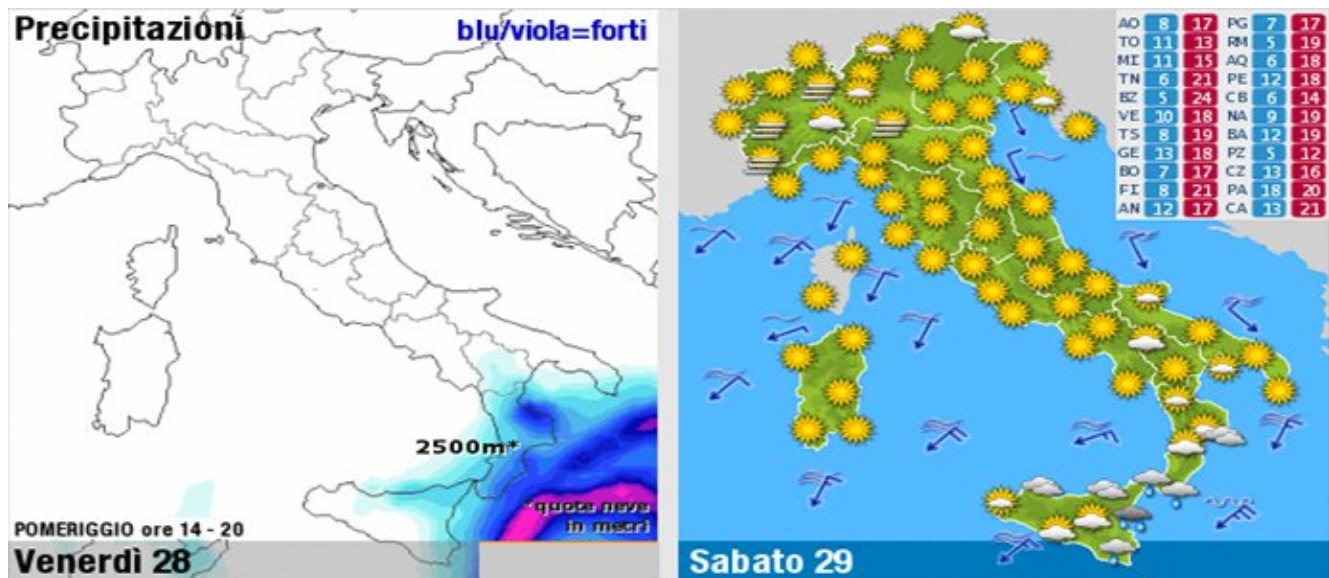 Precipitazioni
blu/viola=forti
2500m*
*quote neve
in metri
POMERIGGIO ore 14 - 20
Venerdì 28
AO 8 17 PG 7 17
TO 11 13 RM 5 19
MI 11 15 AQ 6 18
TN 6 21 PE 12 18
BZ 5 24 CB 6 14
VE 10 18 NA 9 19
TS 8 19 BA 12 19
GE 13 18 PZ 5 12
BO 7 17 CZ 13 16
FI 8 21 PA 18 20
AN 12 17 CA 13 21
Sabato 29